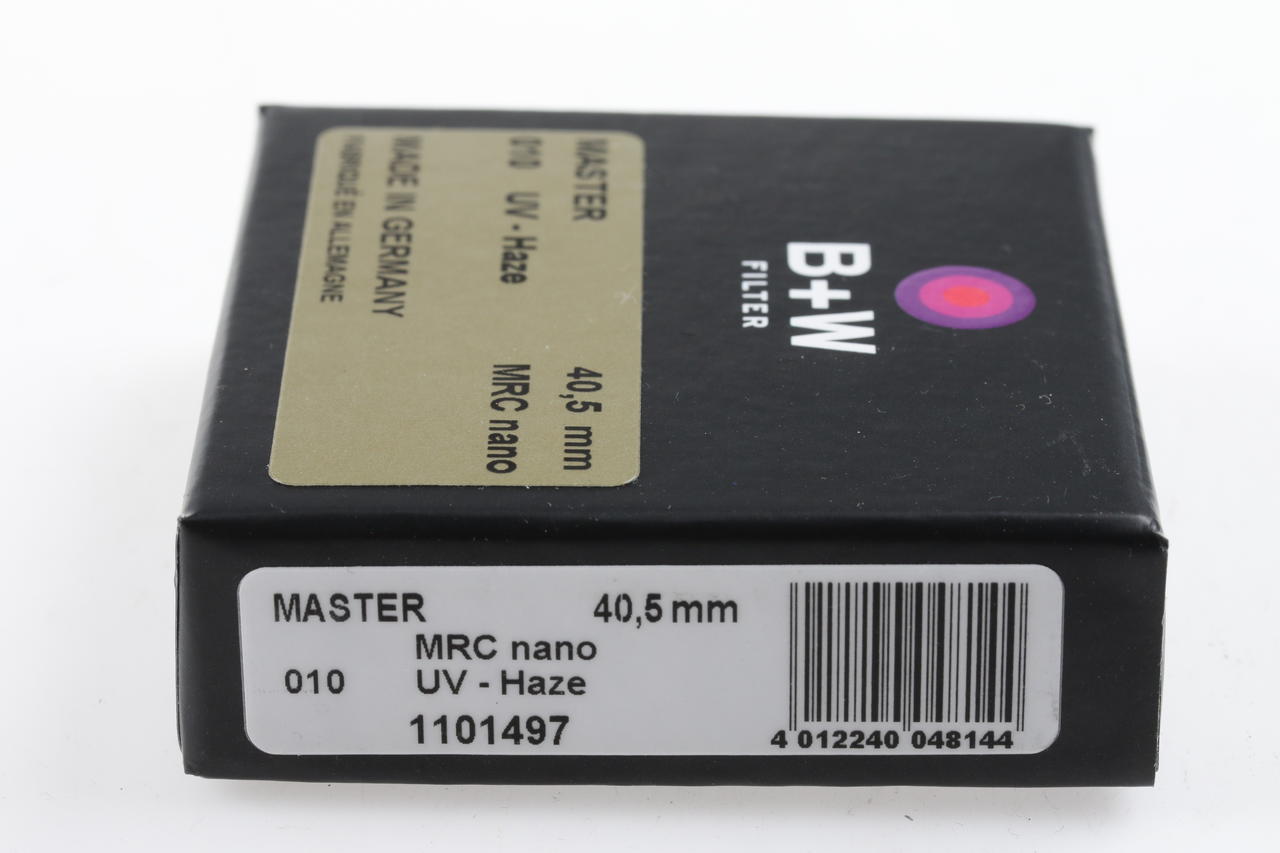 B+W
FILTER
MASTER 40,5 mm
010 UV - Haze MRC nano
MADE IN GERMANY
FABRIQUÉ EN ALLEMAGNE
MASTER 40,5 mm
MRC nano
010 UV - Haze
1101497
4 012240 048144